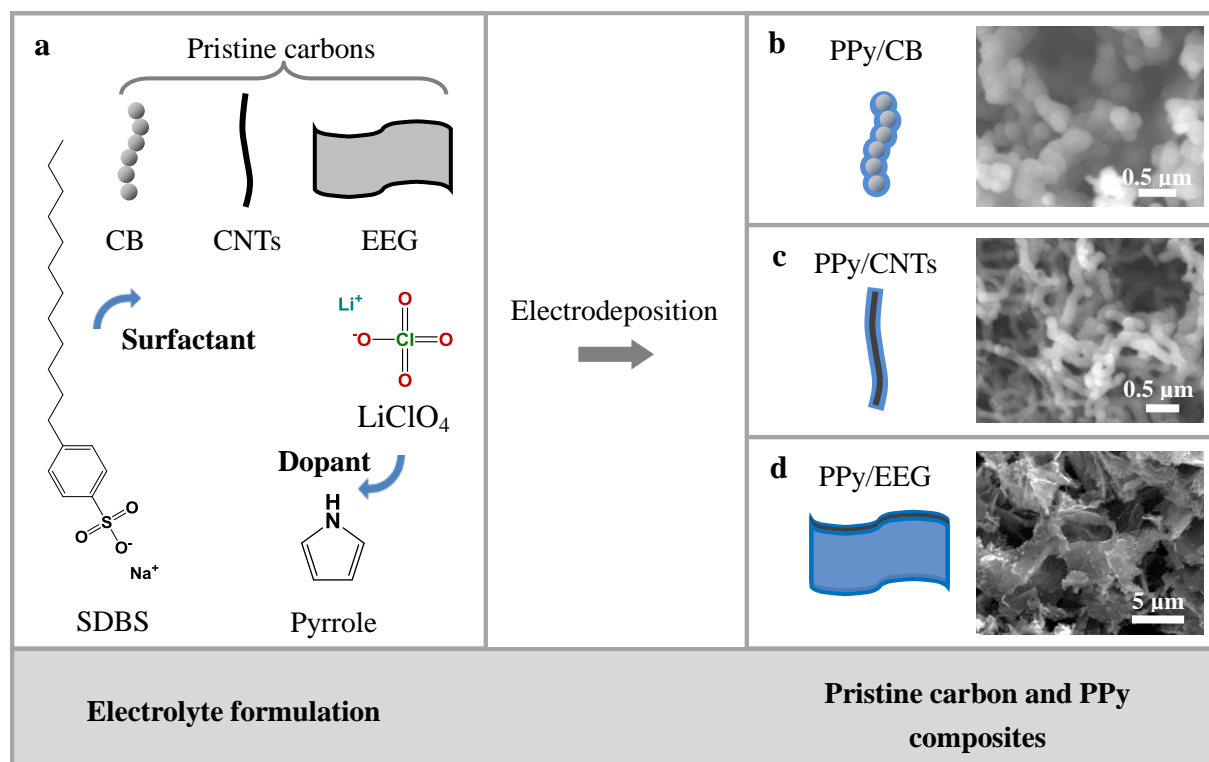 a
Pristine carbons
CB
CNTs
EEG
Surfactant
Li+
-O
Cl
O
O
O
LiClO4
Dopant
H
N
Pyrrole
O
S
O
O-
Na+
SDBS
Electrodeposition
b
PPy/CB
0.5 µm
c
PPy/CNTs
0.5 µm
d
PPy/EEG
5 µm
Electrolyte formulation
Pristine carbon and PPy
composites